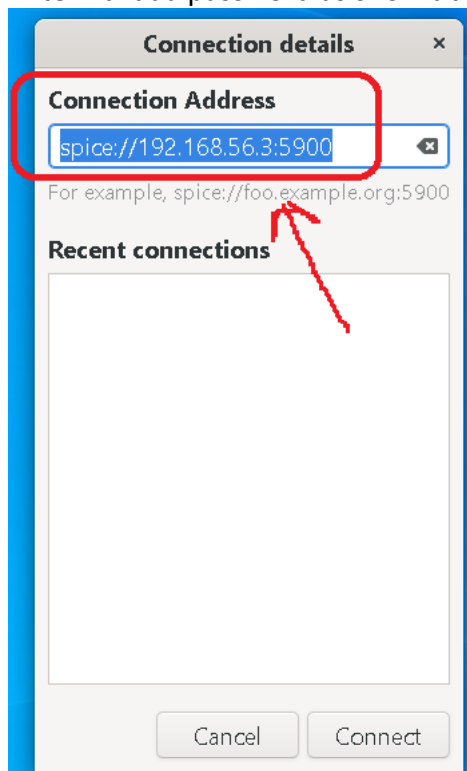 Connection details ×
Connection Address
spice://192.168.56.3:5900
For example, spice://foo.example.org:5900
Recent connections
Cancel Connect